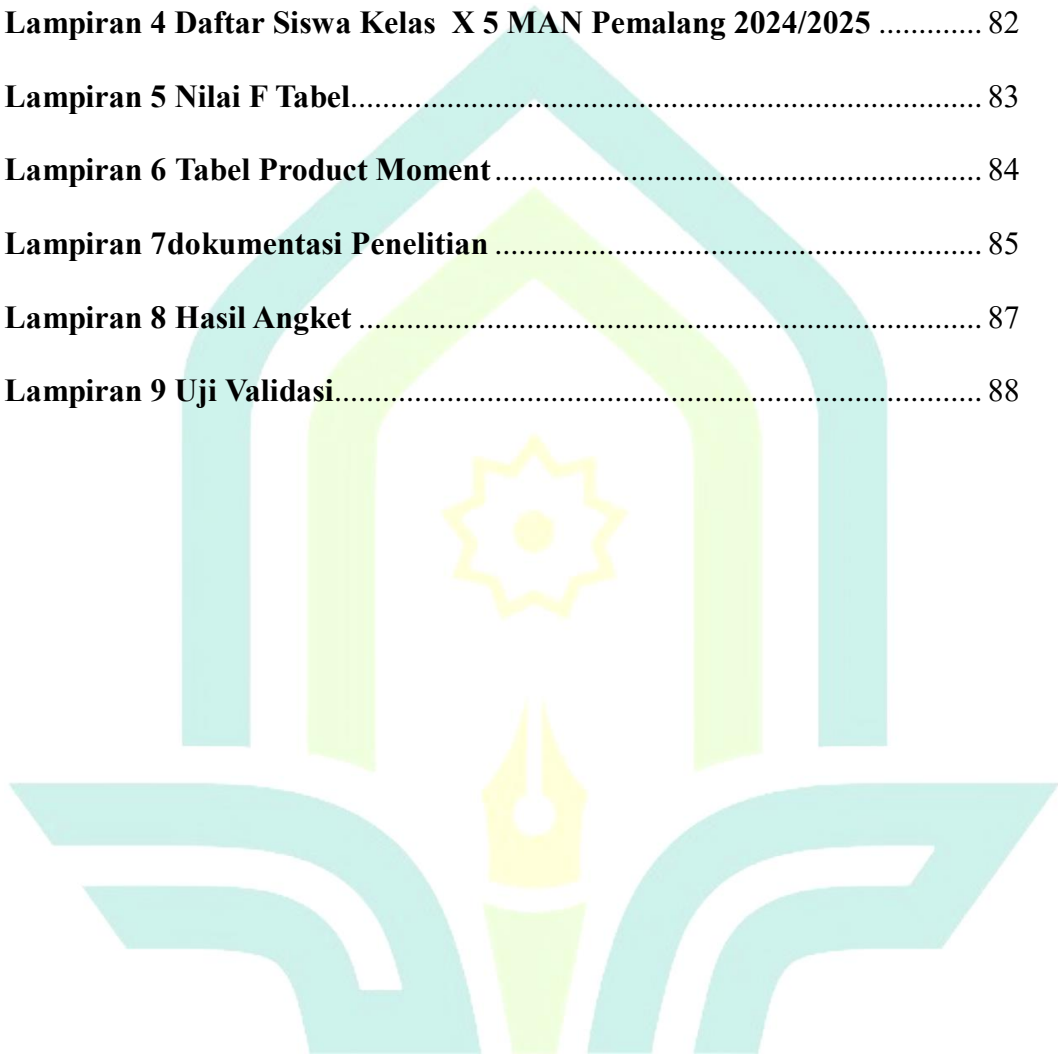 Lampiran 4 Daftar Siswa Kelas  X 5 MAN Pemalang 2024/2025 ............. 82
Lampiran 5 Nilai F Tabel.................................................................................. 83
Lampiran 6 Tabel Product Moment ................................................................ 84
Lampiran 7dokumentasi Penelitian ................................................................ 85
Lampiran 8 Hasil Angket ................................................................................. 87
Lampiran 9 Uji Validasi.................................................................................... 88